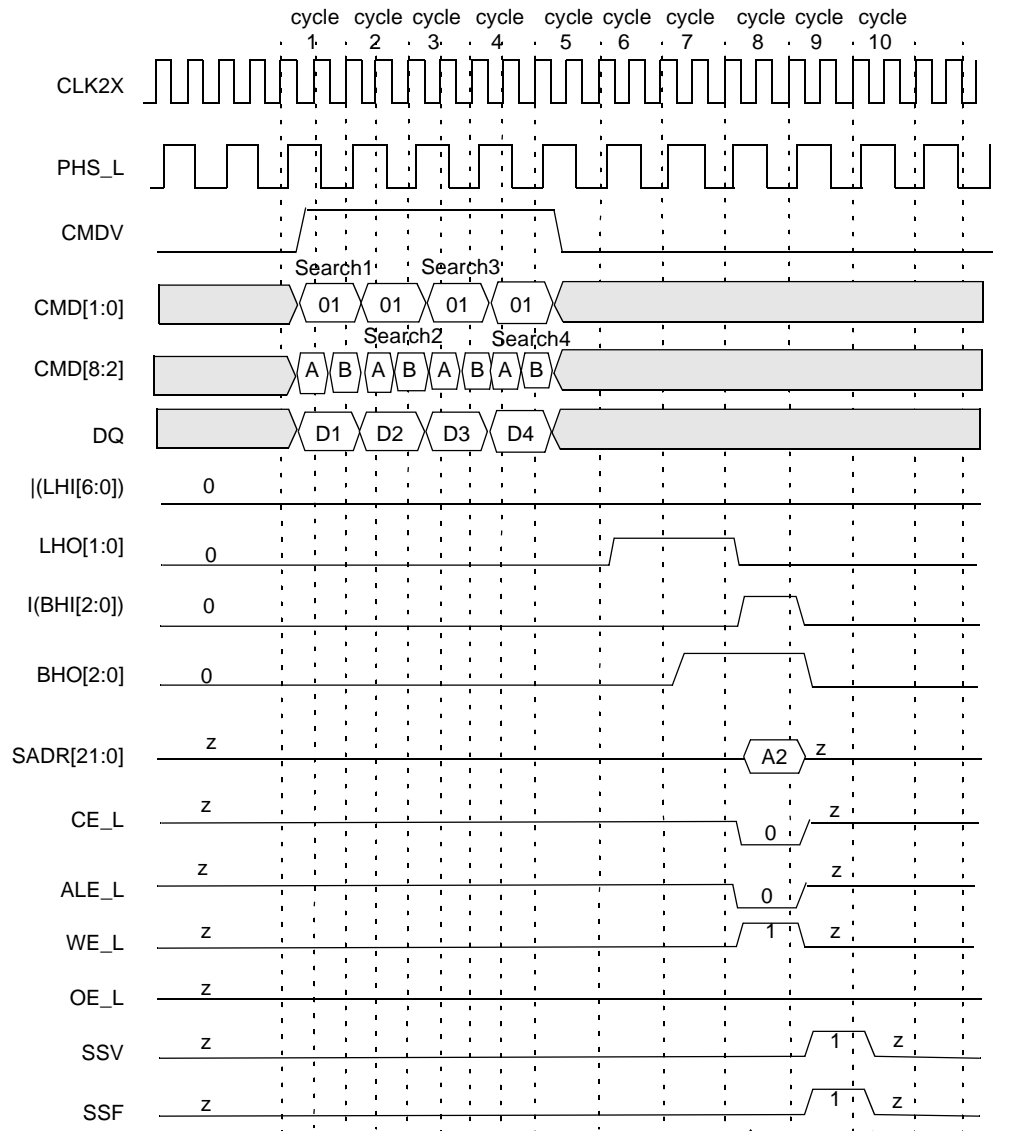 cycle cycle cycle cycle cycle cycle cycle cycle cycle cycle
1 2 3 4 5 6 7 8 9 10
CLK2X
PHS_L
CMDV
Search1 Search3
CMD[1:0] 01 01 01 01
Search2 Search4
CMD[8:2] A B A B A B A B
DQ D1 D2 D3 D4
|(LHI[6:0]) 0
LHO[1:0] 0
I(BHI[2:0]) 0
BHO[2:0] 0
SADR[21:0] z A2 z
CE_L z 0 z
ALE_L z 0 z
WE_L z 1 z
OE_L z
SSV z 1 z
SSF z 1 z